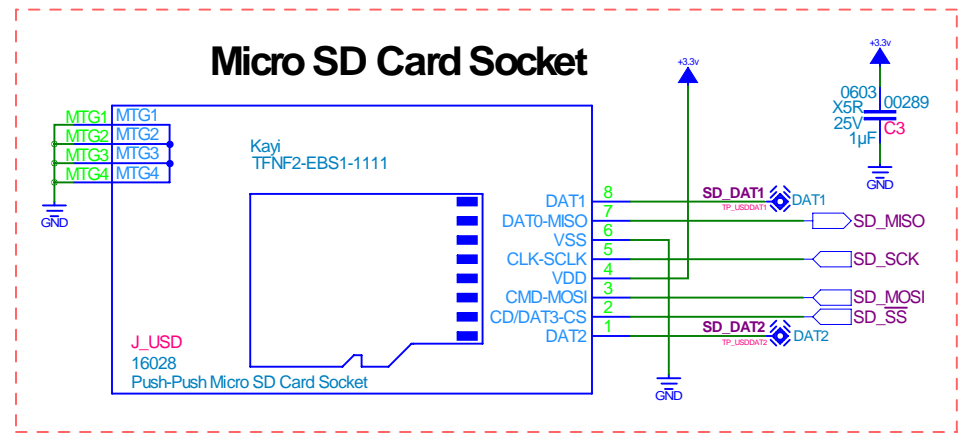 Micro SD Card Socket
+3.3v
+3.3v
0603
X5R
25V
1µF
00289
C3
GND
MTG1 MTG1
MTG2 MTG2
MTG3 MTG3
MTG4 MTG4
GND
Kayi
TFNF2-EBS1-1111
DAT1 8 SD_DAT1 DAT1
TP_USDDAT1
DAT0-MISO 7 SD_MISO
VSS 6
CLK-SCLK 5 SD_SCK
VDD 4
CMD-MOSI 3 SD_MOSI
CD/DAT3-CS 2 SD_SS
DAT2 1 SD_DAT2 DAT2
TP_USDDAT2
GND
J_USD
16028
Push-Push Micro SD Card Socket